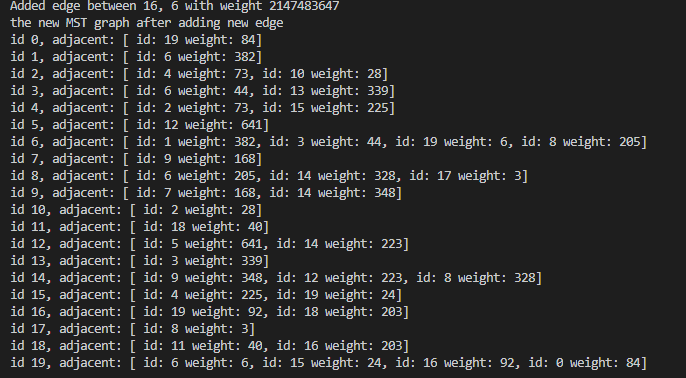 Added edge between 16, 6 with weight 2147483647
the new MST graph after adding new edge
id 0, adjacent: [ id: 19 weight: 84]
id 1, adjacent: [ id: 6 weight: 382]
id 2, adjacent: [ id: 4 weight: 73, id: 10 weight: 28]
id 3, adjacent: [ id: 6 weight: 44, id: 13 weight: 339]
id 4, adjacent: [ id: 2 weight: 73, id: 15 weight: 225]
id 5, adjacent: [ id: 12 weight: 641]
id 6, adjacent: [ id: 1 weight: 382, id: 3 weight: 44, id: 19 weight: 6, id: 8 weight: 205]
id 7, adjacent: [ id: 9 weight: 168]
id 8, adjacent: [ id: 6 weight: 205, id: 14 weight: 328, id: 17 weight: 3]
id 9, adjacent: [ id: 7 weight: 168, id: 14 weight: 348]
id 10, adjacent: [ id: 2 weight: 28]
id 11, adjacent: [ id: 18 weight: 40]
id 12, adjacent: [ id: 5 weight: 641, id: 14 weight: 223]
id 13, adjacent: [ id: 3 weight: 339]
id 14, adjacent: [ id: 9 weight: 348, id: 12 weight: 223, id: 8 weight: 328]
id 15, adjacent: [ id: 4 weight: 225, id: 19 weight: 24]
id 16, adjacent: [ id: 19 weight: 92, id: 18 weight: 203]
id 17, adjacent: [ id: 8 weight: 3]
id 18, adjacent: [ id: 11 weight: 40, id: 16 weight: 203]
id 19, adjacent: [ id: 6 weight: 6, id: 15 weight: 24, id: 16 weight: 92, id: 0 weight: 84]